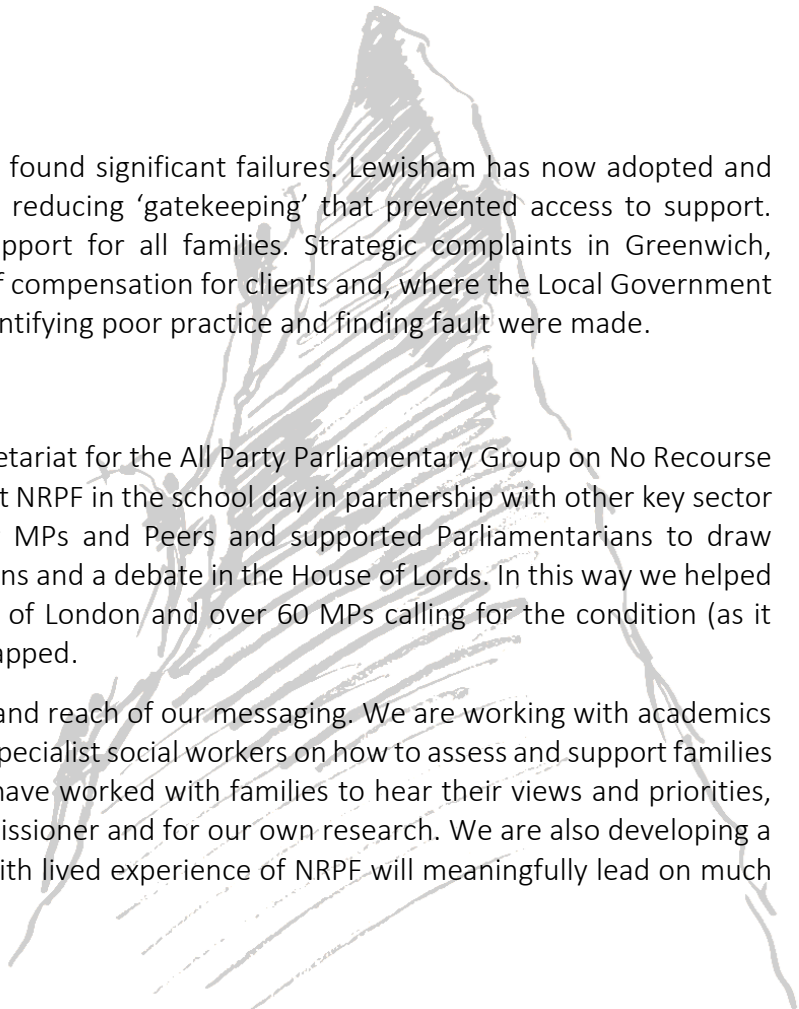 found significant failures. Lewisham has now adopted and
reducing ‘gatekeeping’ that prevented access to support.
upport for all families. Strategic complaints in Greenwich,
f compensation for clients and, where the Local Government
ntifying poor practice and finding fault were made.
etariat for the All Party Parliamentary Group on No Recourse
t NRPF in the school day in partnership with other key sector
MPs and Peers and supported Parliamentarians to draw
ns and a debate in the House of Lords. In this way we helped
of London and over 60 MPs calling for the condition (as it
apped.
and reach of our messaging. We are working with academics
pecialist social workers on how to assess and support families
have worked with families to hear their views and priorities,
issioner and for our own research. We are also developing a
ith lived experience of NRPF will meaningfully lead on much